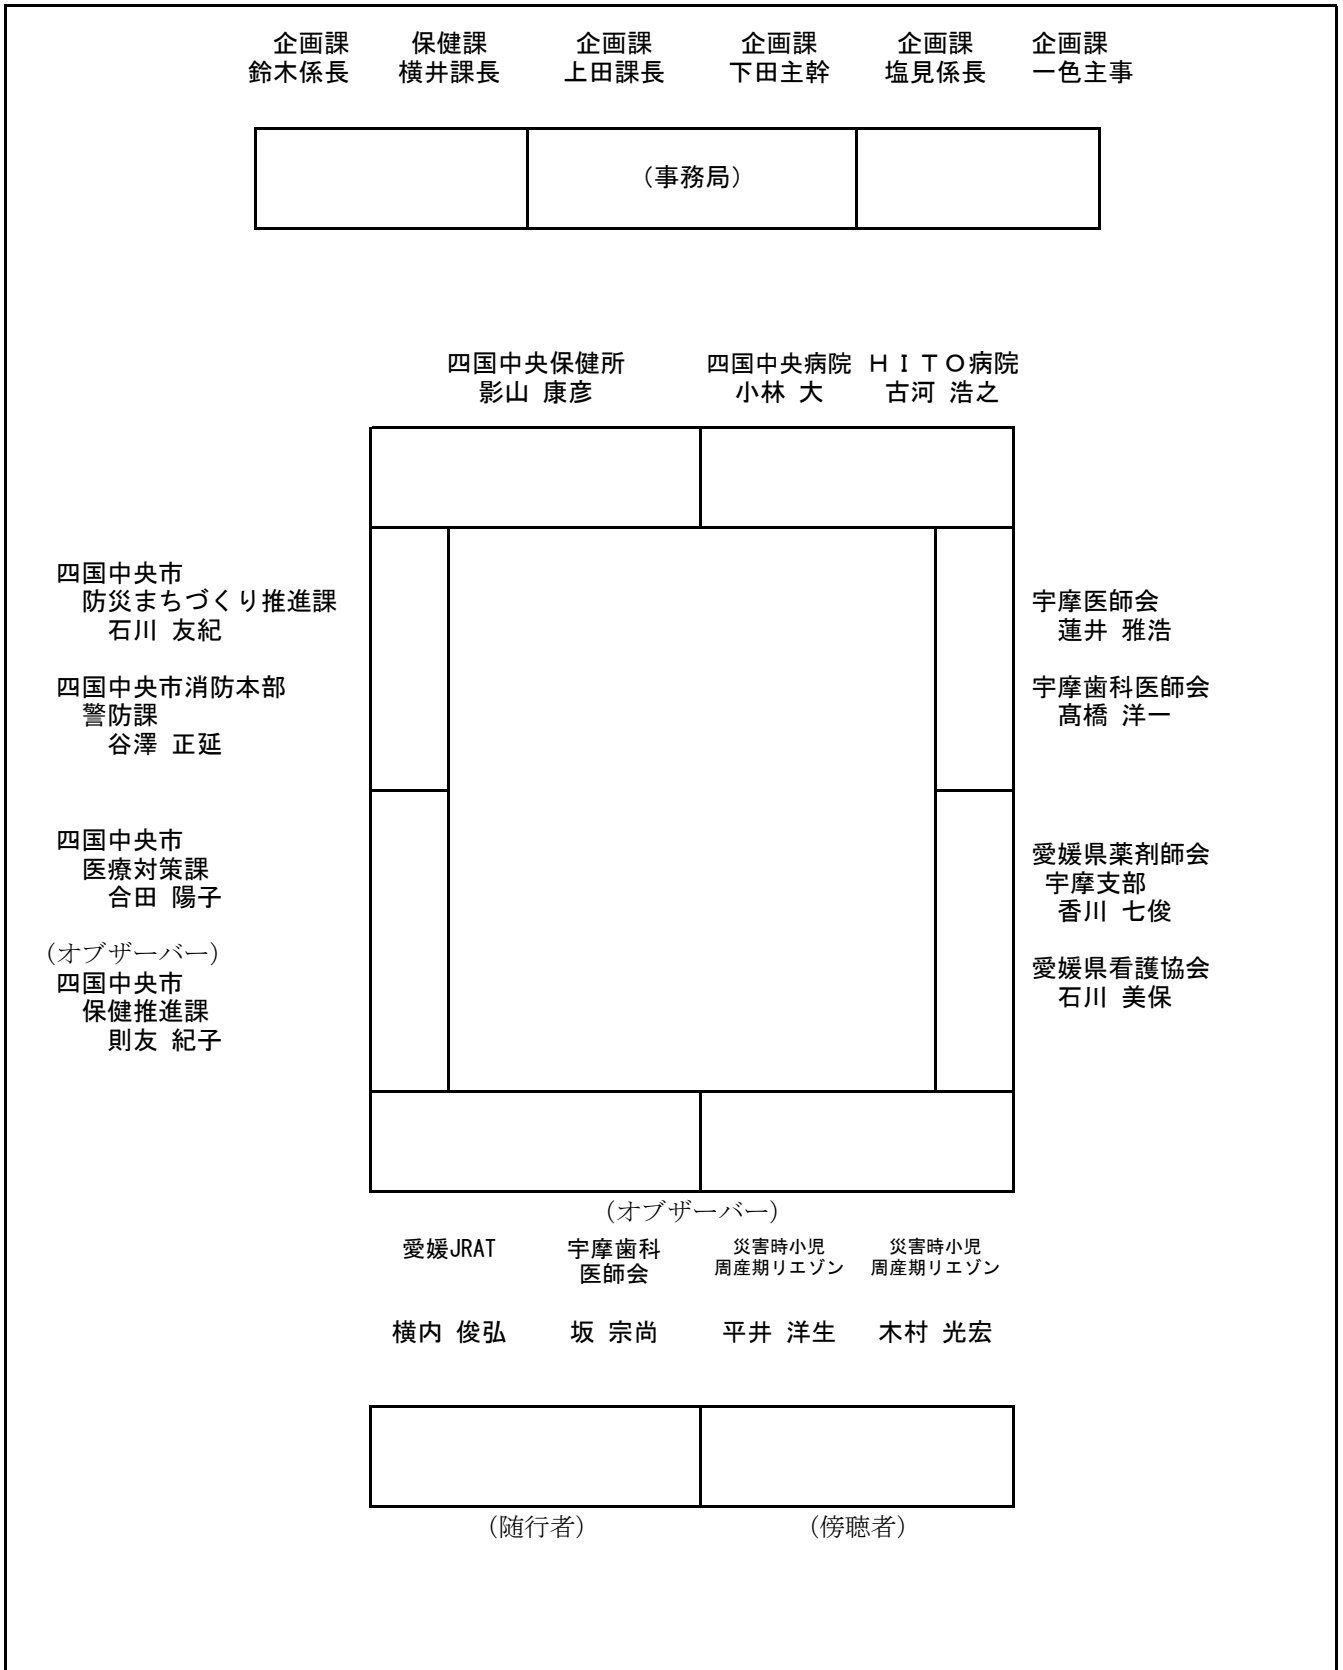 企画課 保健課 企画課 企画課 企画課 企画課
鈴木係長 横井課長 上田課長 下田主幹 塩見係長 一色主事
(事務局)
四国中央保健所 四国中央病院 ＨＩＴＯ病院
影山 康彦 小林 大 古河 浩之
四国中央市
防災まちづくり推進課
石川 友紀
四国中央市消防本部
警防課
谷澤 正延
四国中央市
医療対策課
合田 陽子
(オブザーバー)
四国中央市
保健推進課
則友 紀子
宇摩医師会
蓮井 雅浩
宇摩歯科医師会
髙橋 洋一
愛媛県薬剤師会
宇摩支部
香川 七俊
愛媛県看護協会
石川 美保
(オブザーバー)
愛媛JRAT
横内 俊弘
宇摩歯科
医師会
坂 宗尚
災害時小児
周産期リエゾン
平井 洋生
災害時小児
周産期リエゾン
木村 光宏
(随行者) (傍聴者)